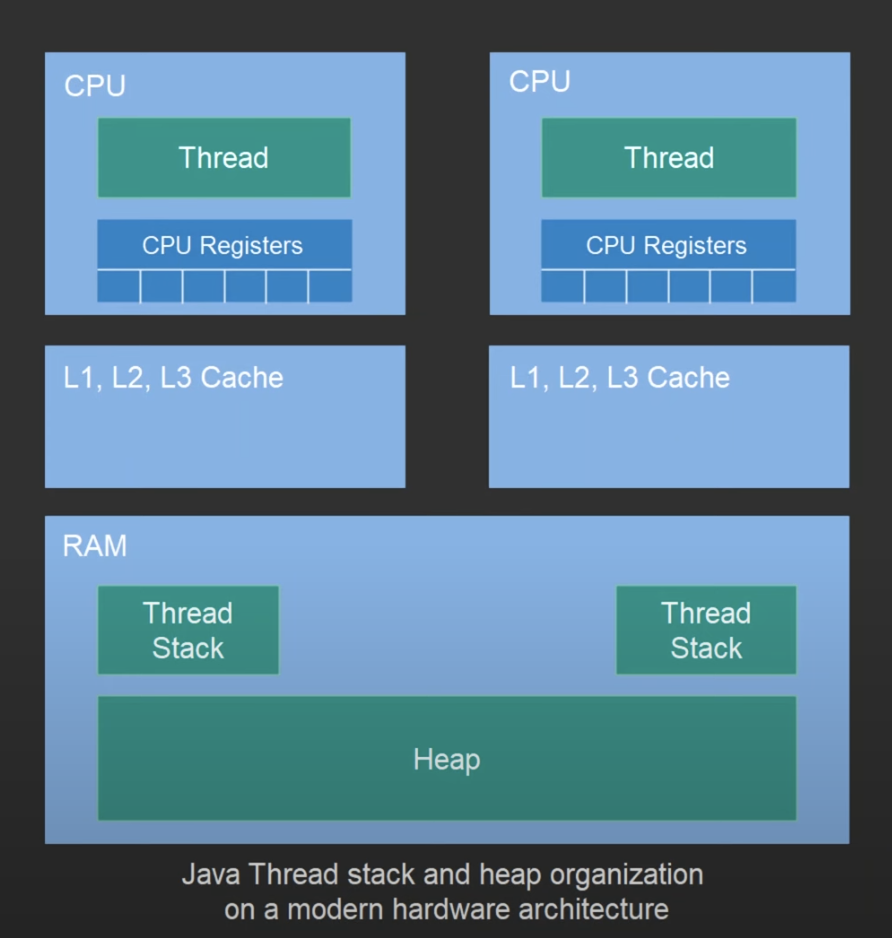 CPU
CPU
Thread
Thread
CPU Registers
CPU Registers
L1, L2, L3 Cache
L1, L2, L3 Cache
RAM
Thread
Stack
Thread
Stack
Heap
Java Thread stack and heap organization
on a modern hardware architecture